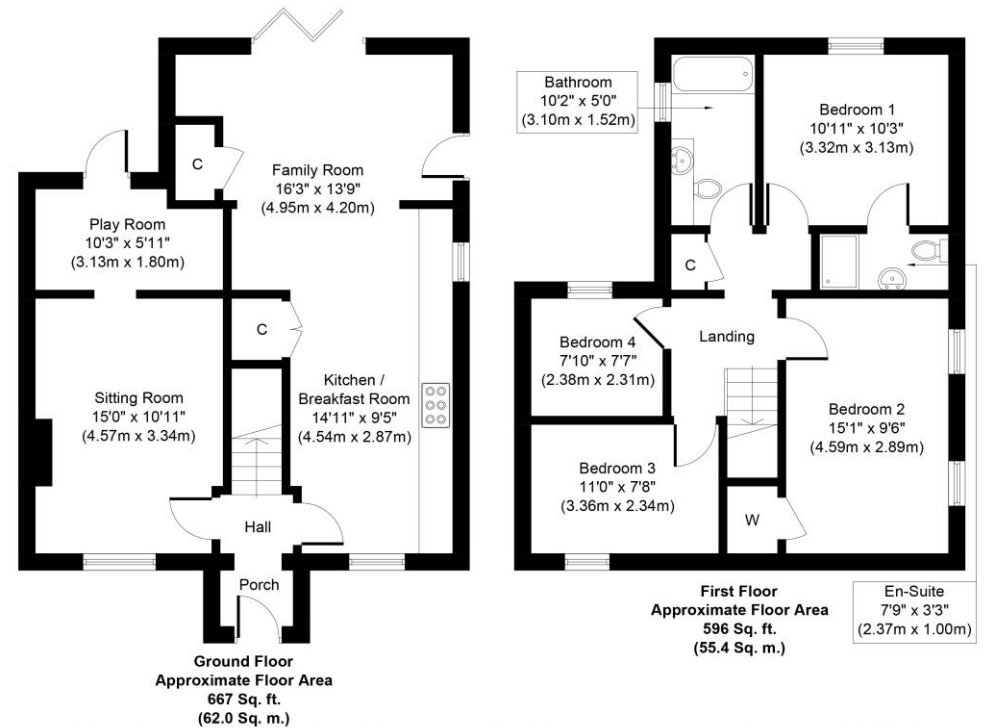 C
Family Room
16'3" x 13'9"
(4.95m x 4.20m)
Play Room
10'3" x 5'11"
(3.13m x 1.80m)
C
Sitting Room
15'0" x 10'11"
(4.57m x 3.34m)
Kitchen /
Breakfast Room
14'11" x 9'5"
(4.54m x 2.87m)
Hall
Porch
Ground Floor
Approximate Floor Area
667 Sq. ft.
(62.0 Sq. m.)
Bathroom
10'2" x 5'0"
(3.10m x 1.52m)
Bedroom 1
10'11" x 10'3"
(3.32m x 3.13m)
C
Landing
Bedroom 4
7'10" x 7'7"
(2.38m x 2.31m)
Bedroom 2
15'1" x 9'6"
(4.59m x 2.89m)
Bedroom 3
11'0" x 7'8"
(3.36m x 2.34m)
W
First Floor
Approximate Floor Area
596 Sq. ft.
(55.4 Sq. m.)
En-Suite
7'9" x 3'3"
(2.37m x 1.00m)